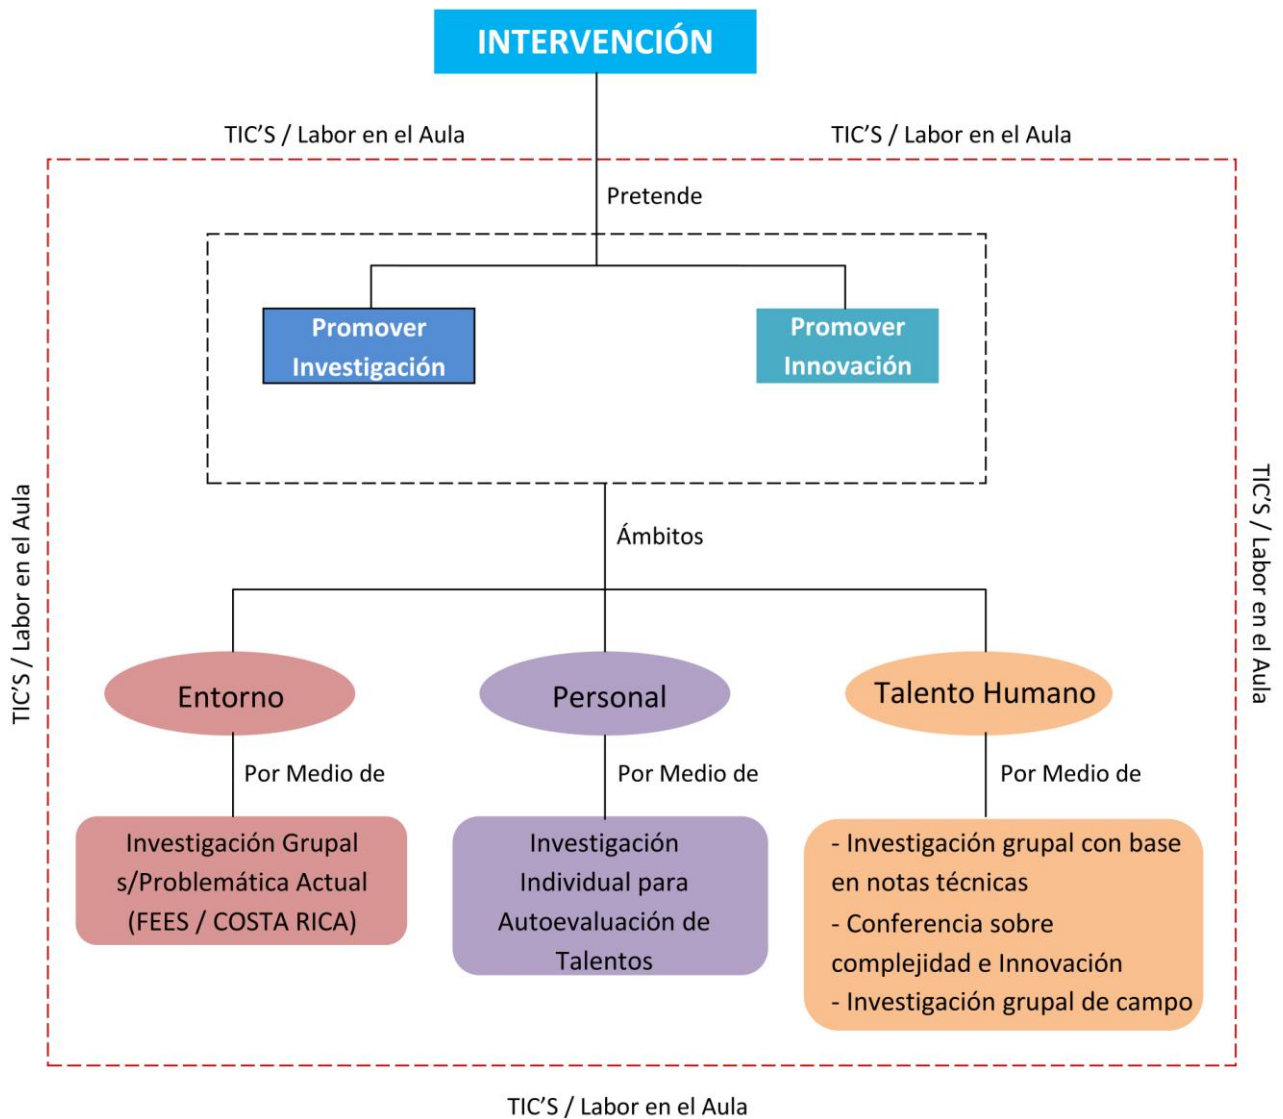 INTERVENCIÓN
TIC'S / Labor en el Aula
TIC'S / Labor en el Aula
Pretende
Promover
Investigación
Promover
Innovación
TIC'S / Labor en el Aula
TIC'S / Labor en el Aula
Ámbitos
Entorno
Personal
Talento Humano
Por Medio de
Por Medio de
Por Medio de
Investigación Grupal
s/Problemática Actual
(FEES / COSTA RICA)
Investigación
Individual para
Autoevaluación de
Talentos
- Investigación grupal con base
en notas técnicas
- Conferencia sobre
complejidad e Innovación
- Investigación grupal de campo
TIC'S / Labor en el Aula